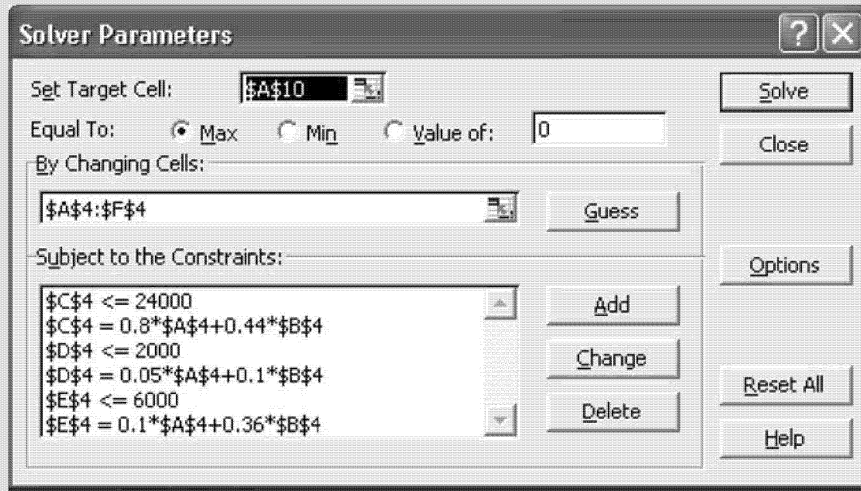 Solver Parameters
Set Target Cell: $A$10
Solve
Equal To: Max Min Value of: 0
Close
By Changing Cells:
$A$4:$F$4
Guess
Subject to the Constraints:
Options
$C$4 <= 24000
Add
$C$4 = 0.8*$A$4+0.44*$B$4
$D$4 <= 2000
Change
$D$4 = 0.05*$A$4+0.1*$B$4
Reset All
$E$4 <= 6000
Delete
$E$4 = 0.1*$A$4+0.36*$B$4
Help